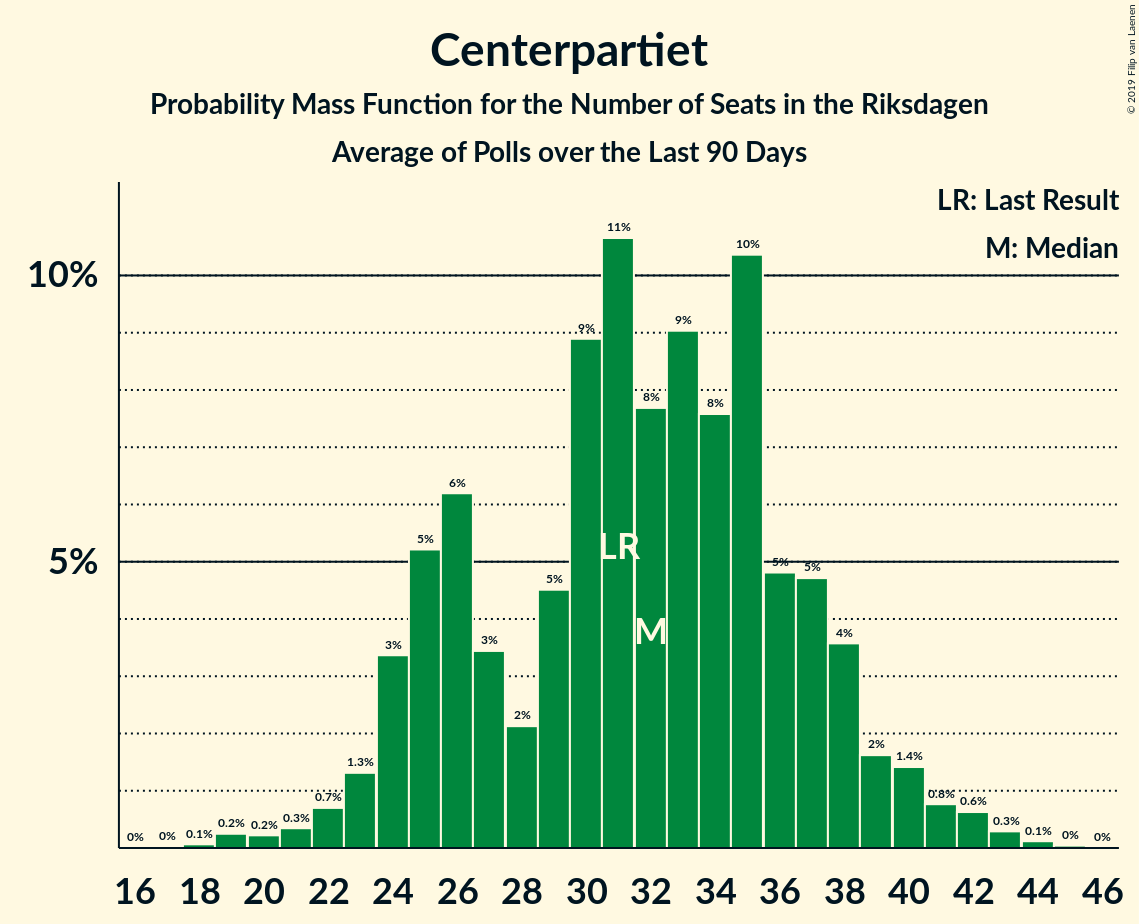 Centerpartiet
Probability Mass Function for the Number of Seats in the Riksdagen
Average of Polls over the Last 90 Days
© 2019 Filip van Laenen
LR: Last Result
M: Median
10%
5%
0% 0% 0.1% 0.2% 0.2% 0.3% 0.7% 1.3% 3% 5% 6% 3% 2% 5% 9% 11% 8% 9% 8% 10% 5% 5% 4% 2% 1.4% 0.8% 0.6% 0.3% 0.1% 0% 0%
LR
M
16 18 20 22 24 26 28 30 32 34 36 38 40 42 44 46